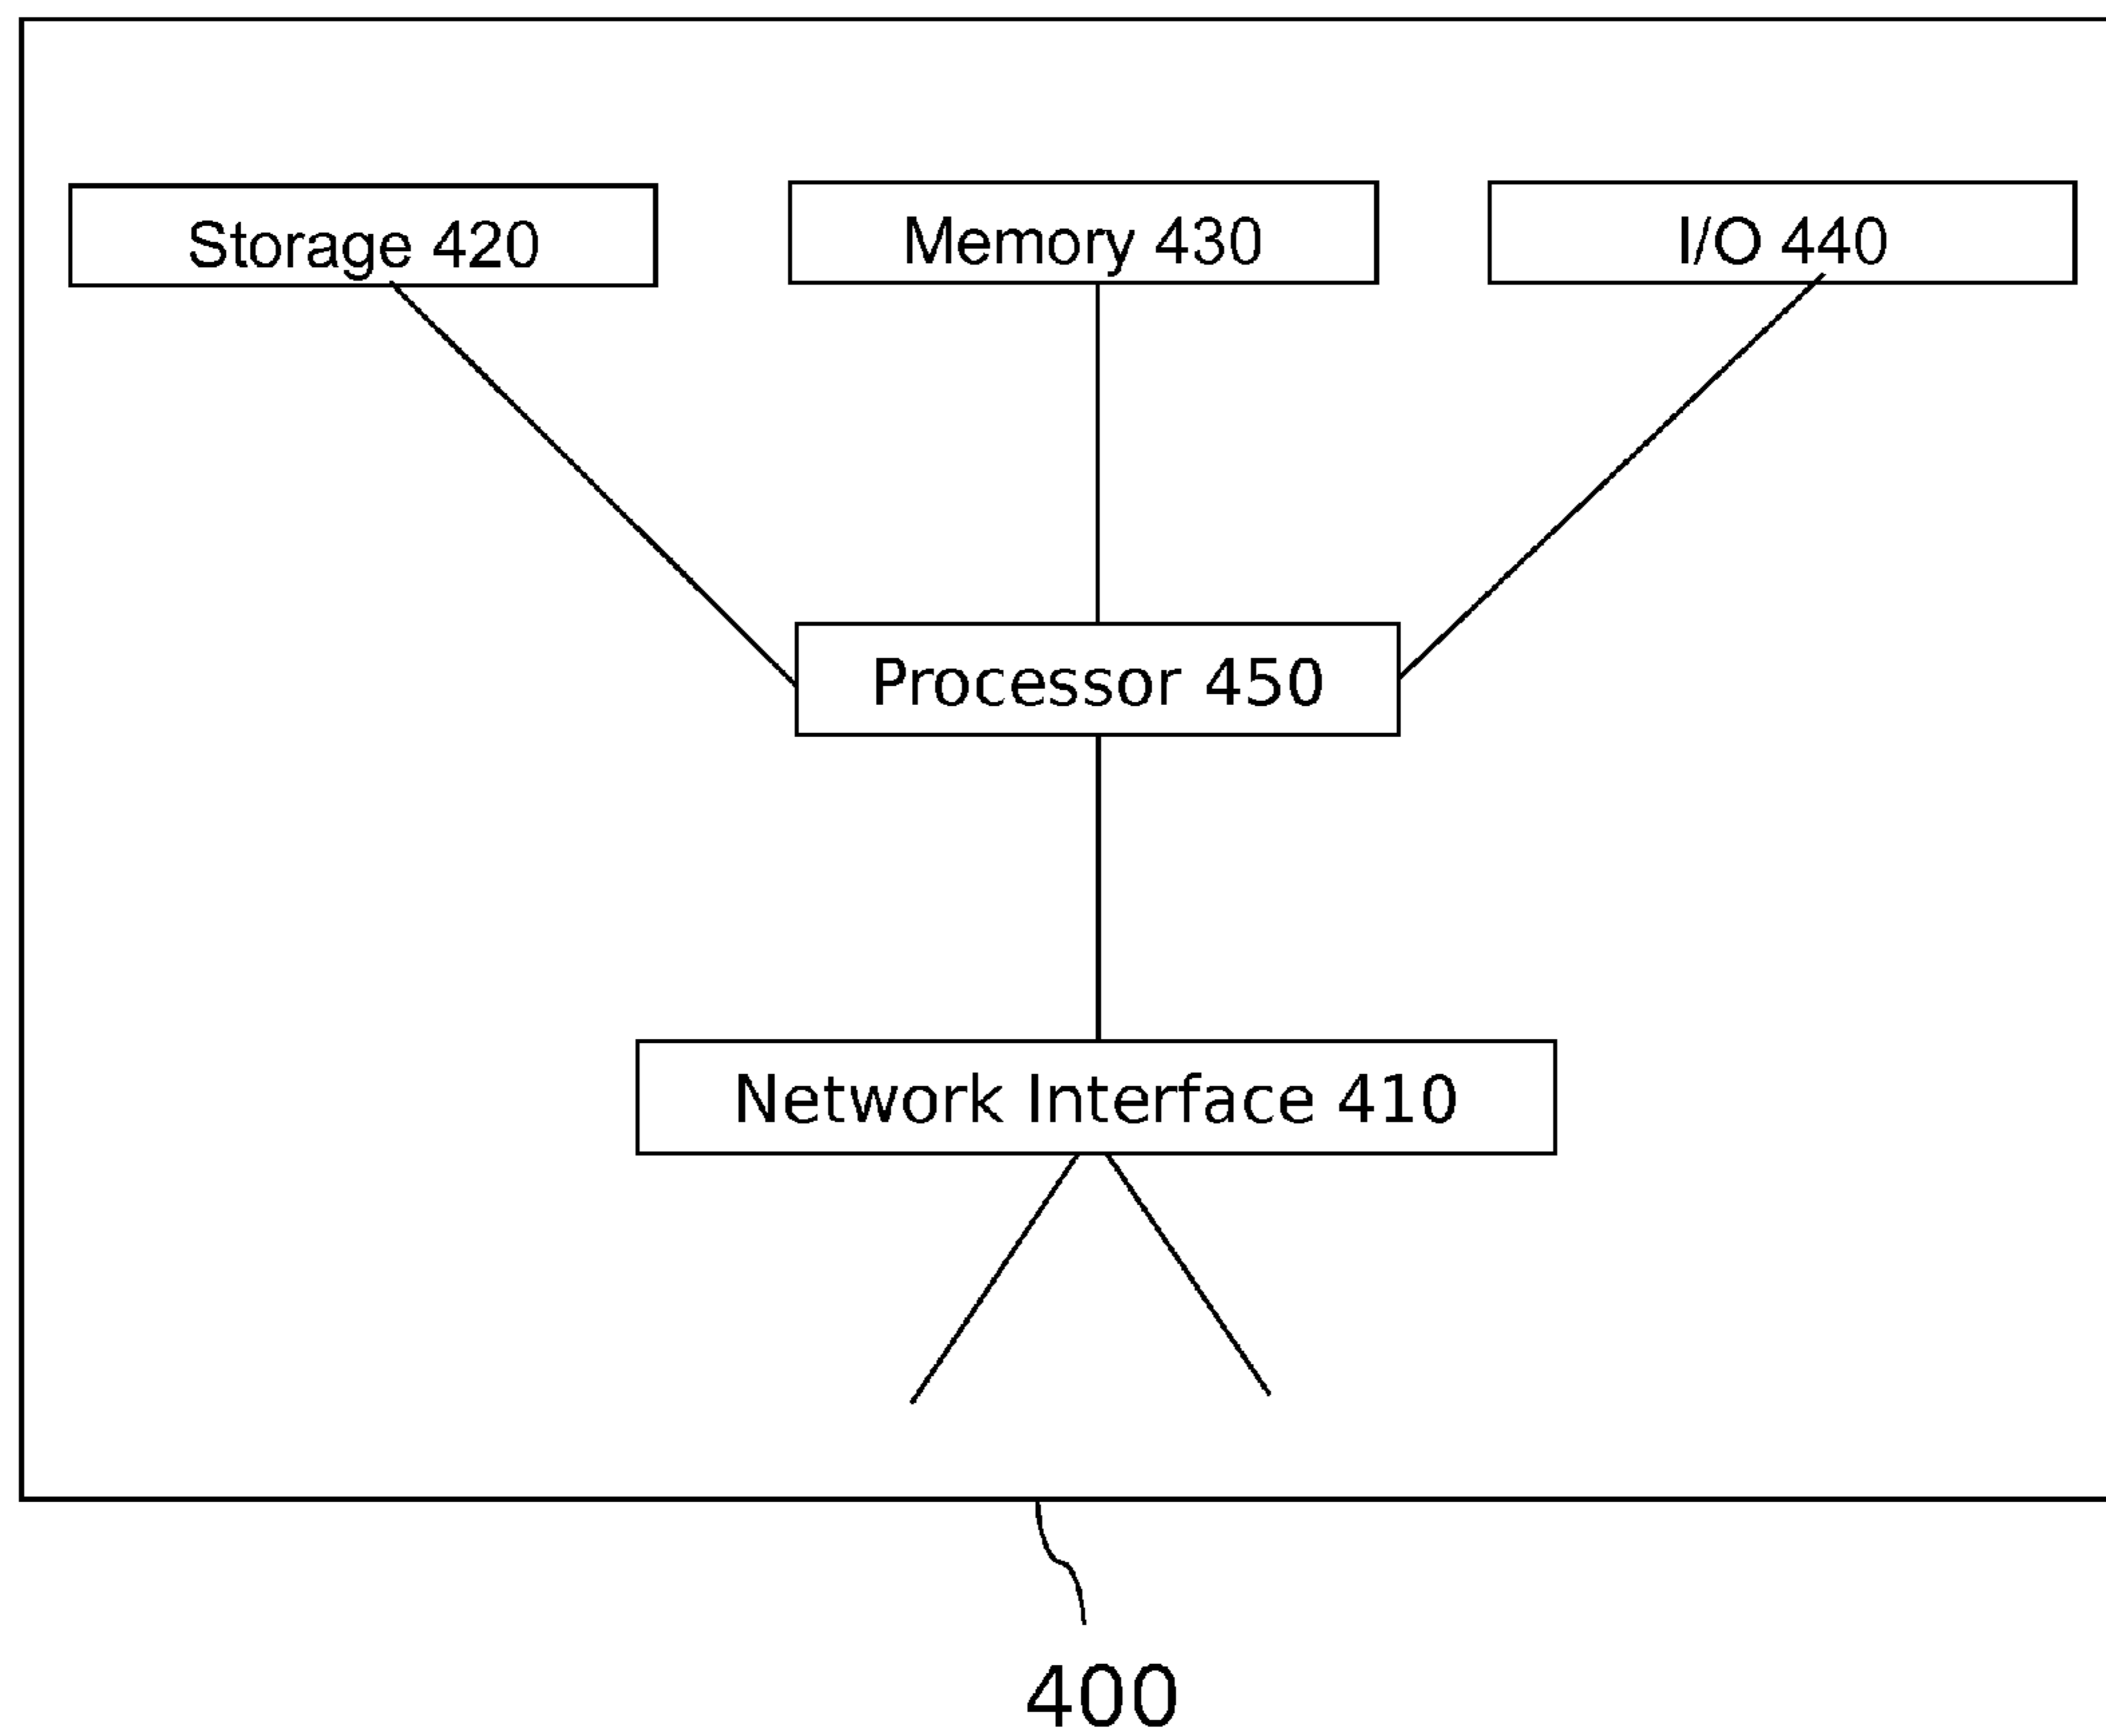 Storage 420
Memory 430
I/O 440
Processor 450
Network Interface 410
400